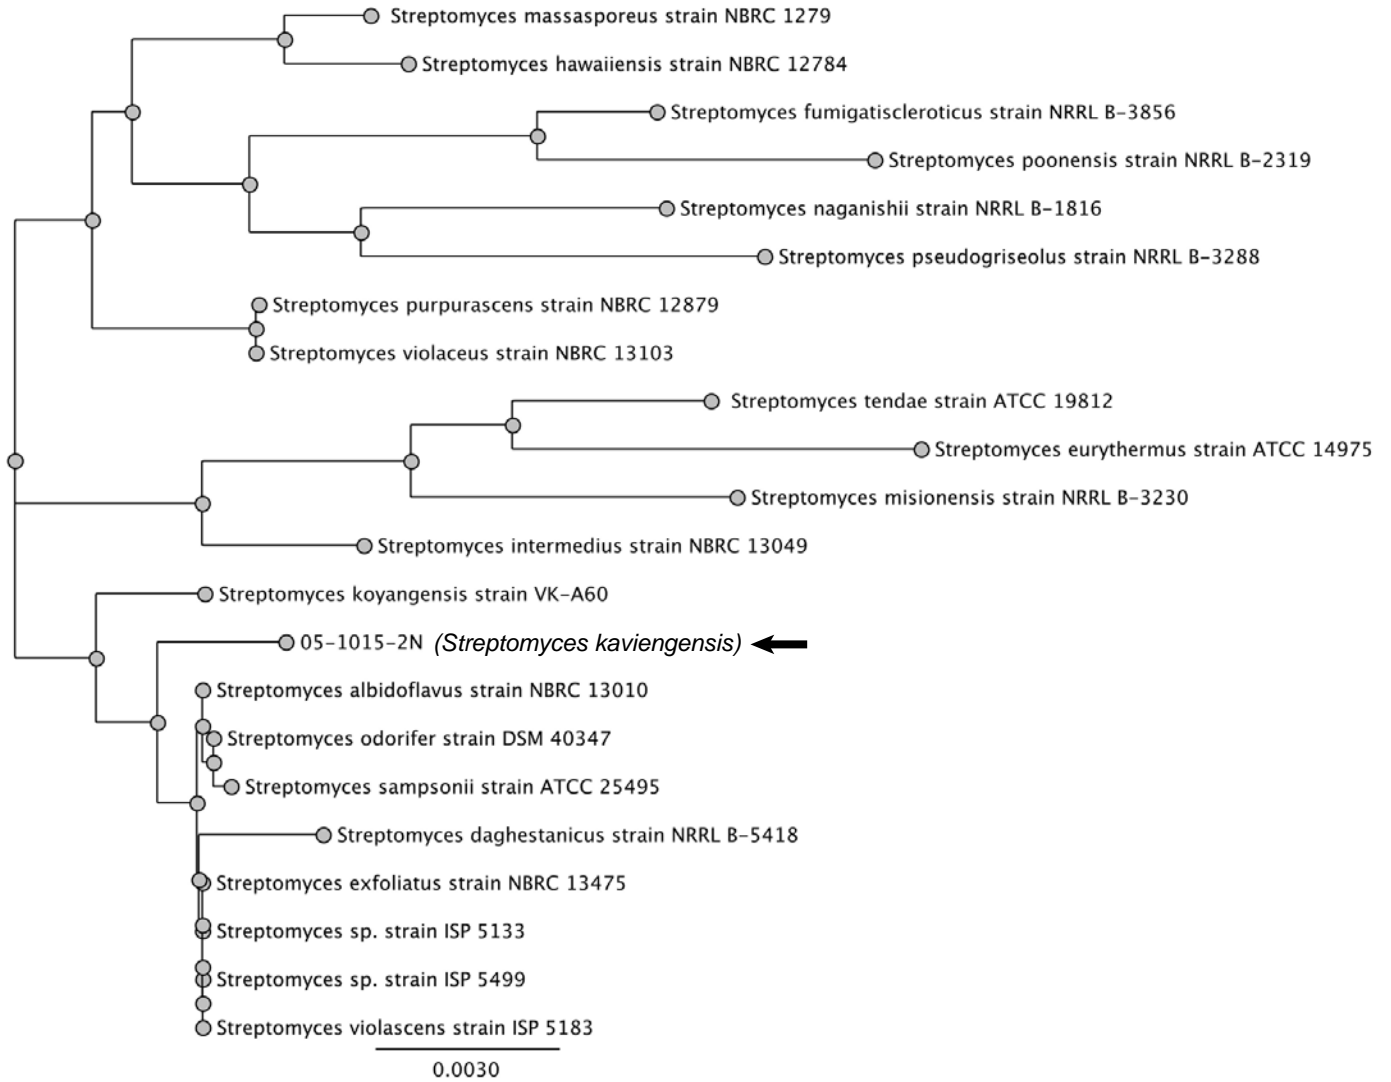 Streptomyces massasporeus strain NBRC 1279
Streptomyces hawaiiensis strain NBRC 12784
Streptomyces fumigatiscleroticus strain NRRL B-3856
Streptomyces poonensis strain NRRL B-2319
Streptomyces naganishii strain NRRL B-1816
Streptomyces pseudogriseolus strain NRRL B-3288
Streptomyces purpurascens strain NBRC 12879
Streptomyces violaceus strain NBRC 13103
Streptomyces tendae strain ATCC 19812
Streptomyces eurythermus strain ATCC 14975
Streptomyces misionensis strain NRRL B-3230
Streptomyces intermedius strain NBRC 13049
Streptomyces koyangensis strain VK-A60
05-1015-2N (Streptomyces kaviengensis)
Streptomyces albidoflavus strain NBRC 13010
Streptomyces odorifer strain DSM 40347
Streptomyces sampsonii strain ATCC 25495
Streptomyces daghestanicus strain NRRL B-5418
Streptomyces exfoliatus strain NBRC 13475
Streptomyces sp. strain ISP 5133
Streptomyces sp. strain ISP 5499
Streptomyces violascens strain ISP 5183
0.0030